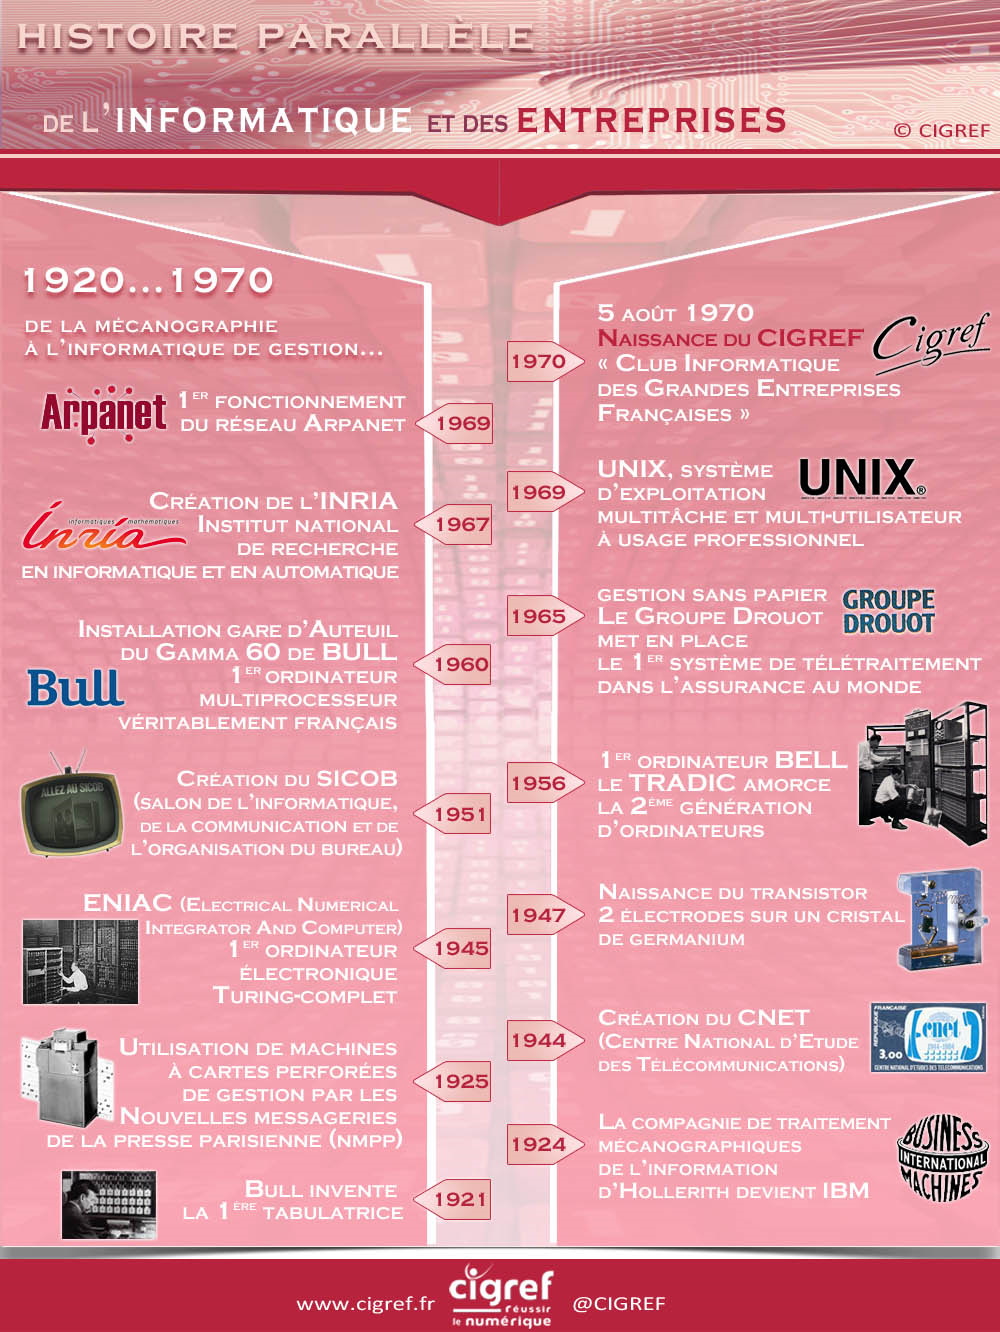 HISTOIRE PARALLÈLE
DE L'INFORMATIQUE ET DES ENTREPRISES
© CIGREF
1920...1970
DE LA MÉCANOGRAPHIE
À L'INFORMATIQUE DE GESTION...
Arpanet
1ER FONCTIONNEMENT
DU RÉSEAU ARPANET
1969
CRÉATION DE L'INRIA
informatiques mathématiques
Inria
INSTITUT NATIONAL
DE RECHERCHE
EN INFORMATIQUE ET EN AUTOMATIQUE
1967
INSTALLATION GARE D'AUTEUIL
DU GAMMA 60 DE BULL
Bull
1ER ORDINATEUR
MULTIPROCESSEUR
VÉRITABLEMENT FRANÇAIS
1960
ALLEZ AU SICOB
CRÉATION DU SICOB
(SALON DE L'INFORMATIQUE,
DE LA COMMUNICATION ET DE
L'ORGANISATION DU BUREAU)
1951
ENIAC (ELECTRICAL NUMERICAL
INTEGRATOR AND COMPUTER)
1ER ORDINATEUR
ÉLECTRONIQUE
TURING-COMPLET
1945
UTILISATION DE MACHINES
À CARTES PERFORÉES
DE GESTION PAR LES
NOUVELLES MESSAGERIES
DE LA PRESSE PARISIENNE (NMPP)
1925
BULL INVENTE
LA 1ÈRE TABULATRICE
1921
1970
5 AOÛT 1970
NAISSANCE DU CIGREF
Cigref
« CLUB INFORMATIQUE
DES GRANDES ENTREPRISES
FRANÇAISES »
1969
UNIX, SYSTÈME
D'EXPLOITATION
MULTITÂCHE ET MULTI-UTILISATEUR
À USAGE PROFESSIONNEL
UNIX®
1965
GESTION SANS PAPIER
LE GROUPE DROUOT
MET EN PLACE
LE 1ER SYSTÈME DE TÉLÉTRAITEMENT
DANS L'ASSURANCE AU MONDE
GROUPE
DROUOT
1956
1ER ORDINATEUR BELL
LE TRADIC AMORCE
LA 2ÈME GÉNÉRATION
D'ORDINATEURS
1947
NAISSANCE DU TRANSISTOR
2 ÉLECTRODES SUR UN CRISTAL
DE GERMANIUM
1944
CRÉATION DU CNET
(CENTRE NATIONAL D'ETUDE
DES TÉLÉCOMMUNICATIONS)
REPUBLIQUE FRANÇAISE
cnet
1944-1984
3,00
CENTRE NATIONAL D'ETUDES DES TELECOMMUNICATIONS
1924
LA COMPAGNIE DE TRAITEMENT
MÉCANOGRAPHIQUES
DE L'INFORMATION
D'HOLLERITH DEVIENT IBM
BUSINESS
INTERNATIONAL
MACHINES
www.cigref.fr
cigref
réussir
le numérique
@CIGREF